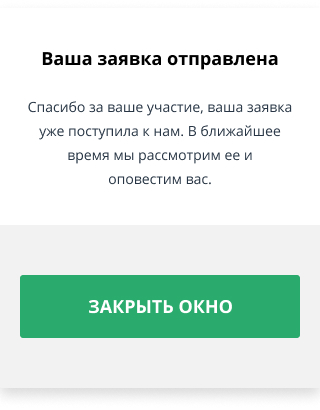 Ваша заявка отправлена
Спасибо за ваше участие, ваша заявка
уже поступила к нам. В ближайшее
время мы рассмотрим ее и
оповестим вас.
ЗАКРЫТЬ ОКНО